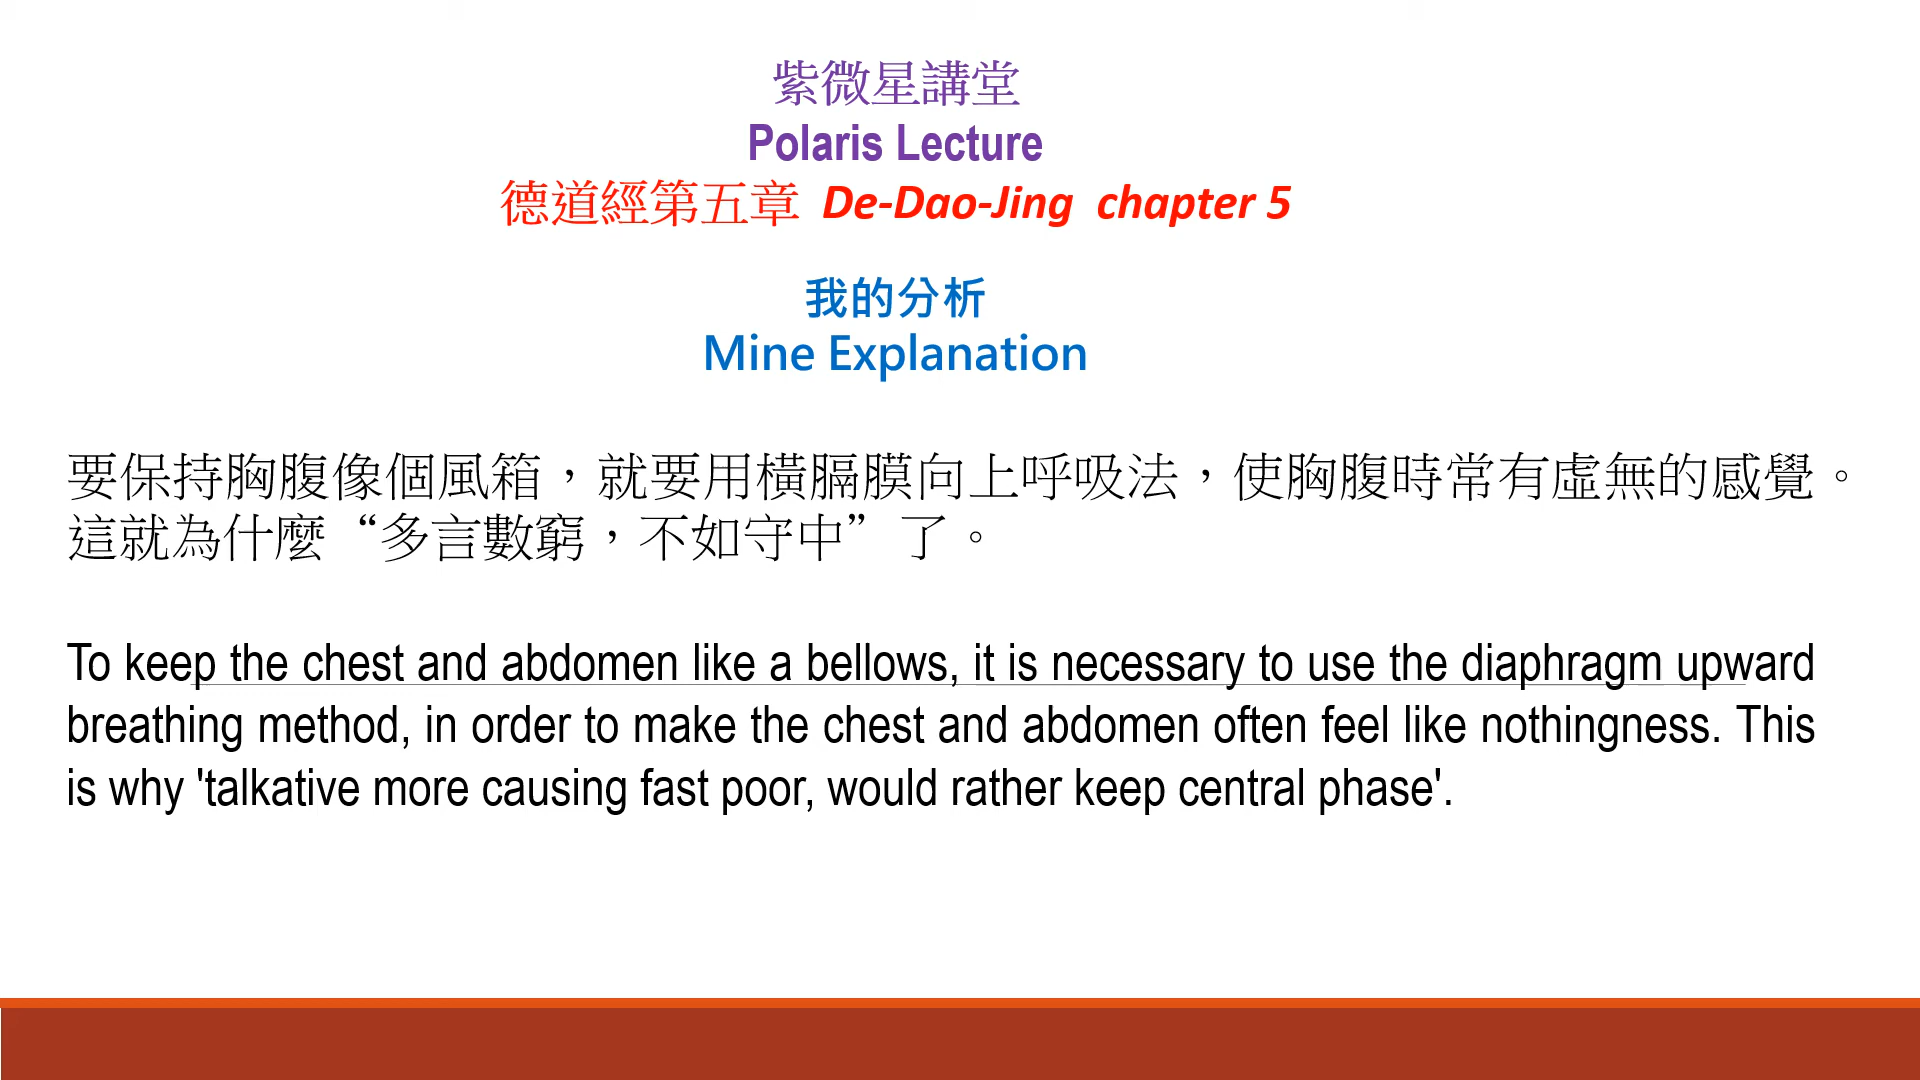 紫微星講堂
Polaris Lecture
德道經第五章 De-Dao-Jing chapter 5
我的分析
Mine Explanation
要保持胸腹像個風箱，就要用橫膈膜向上呼吸法，使胸腹時常有虛無的感覺。
這就為什麼“多言數窮，不如守中”了。
To keep the chest and abdomen like a bellows, it is necessary to use the diaphragm upward
breathing method, in order to make the chest and abdomen often feel like nothingness. This
is why 'talkative more causing fast poor, would rather keep central phase'.